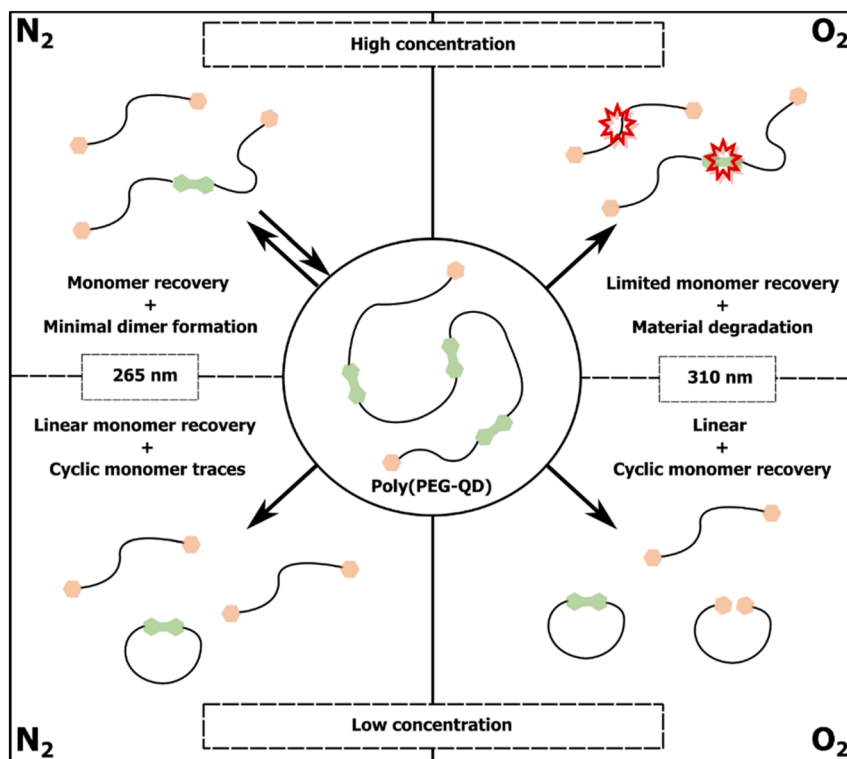 N2
High concentration
O2
Monomer recovery
+
Minimal dimer formation
Limited monomer recovery
+
Material degradation
265 nm
310 nm
Linear monomer recovery
+
Cyclic monomer traces
Poly(PEG-QD)
Linear
+
Cyclic monomer recovery
N2
Low concentration
O2